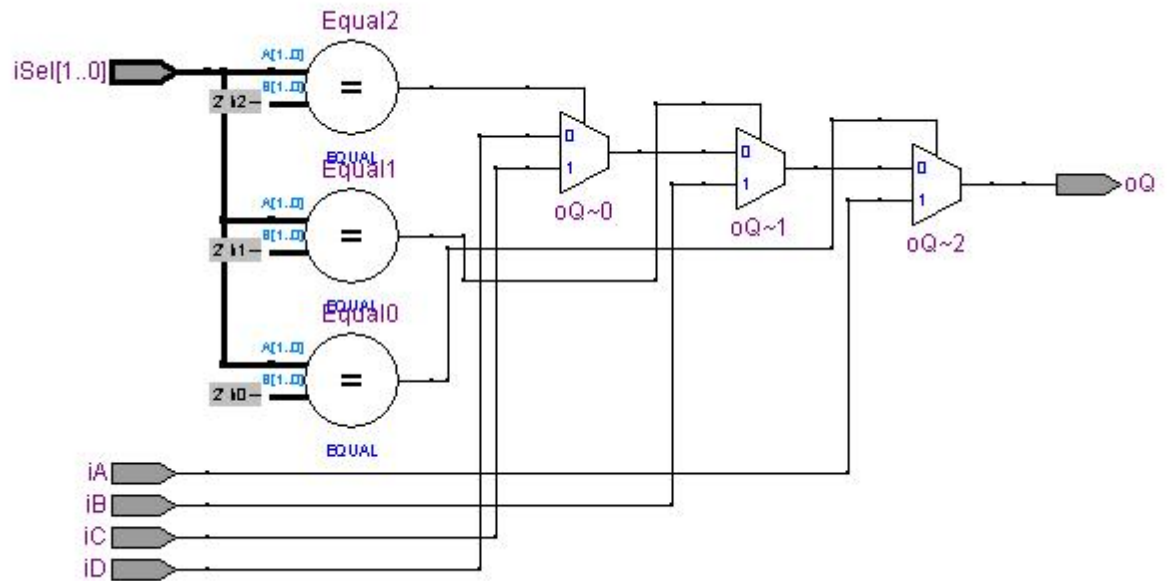 Equal2
iSel[1..0]
A[1..0]
B[1..0]
2' h2
=
EQUAL
0
1
oQ~0
0
1
oQ~1
0
1
oQ~2
oQ
Equal1
A[1..0]
B[1..0]
2' h1
=
EQUAL
Equal0
A[1..0]
B[1..0]
2' h0
=
EQUAL
iA
iB
iC
iD